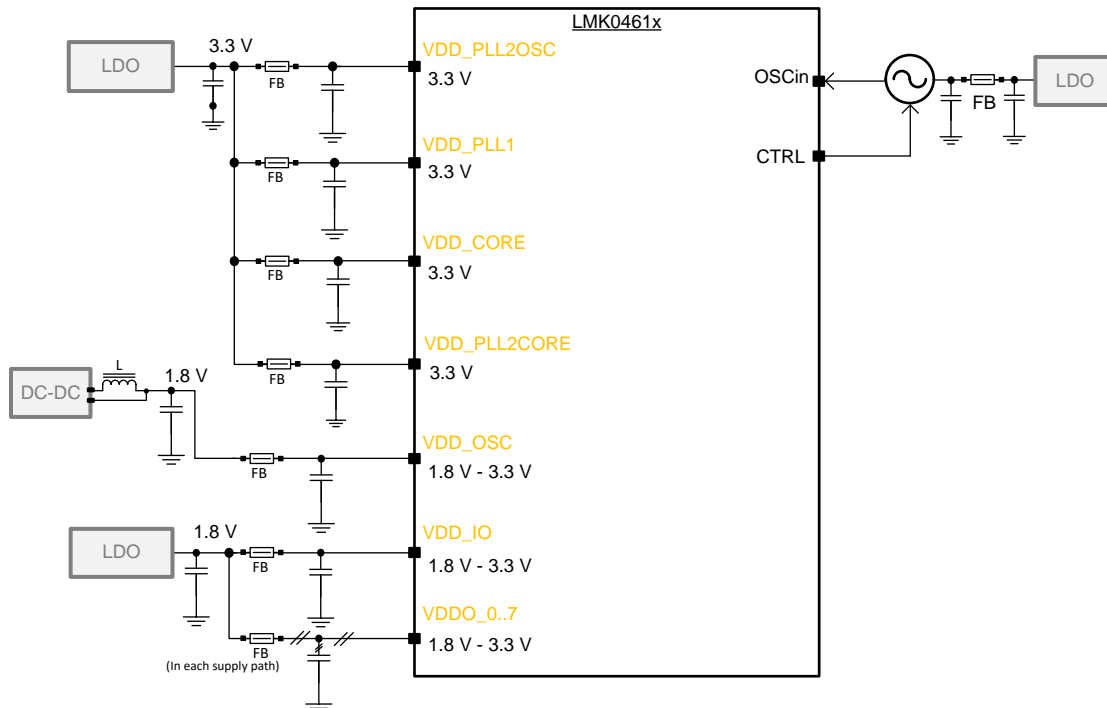 LMK0461x
LDO
3.3 V
FB
VDD_PLL2OSC
3.3 V
OSCin
FB
LDO
FB
VDD_PLL1
3.3 V
CTRL
FB
VDD_CORE
3.3 V
FB
VDD_PLL2CORE
3.3 V
DC-DC
L
1.8 V
FB
VDD_OSC
1.8 V - 3.3 V
LDO
1.8 V
FB
VDD_IO
1.8 V - 3.3 V
FB
(In each supply path)
VDDO_0..7
1.8 V - 3.3 V